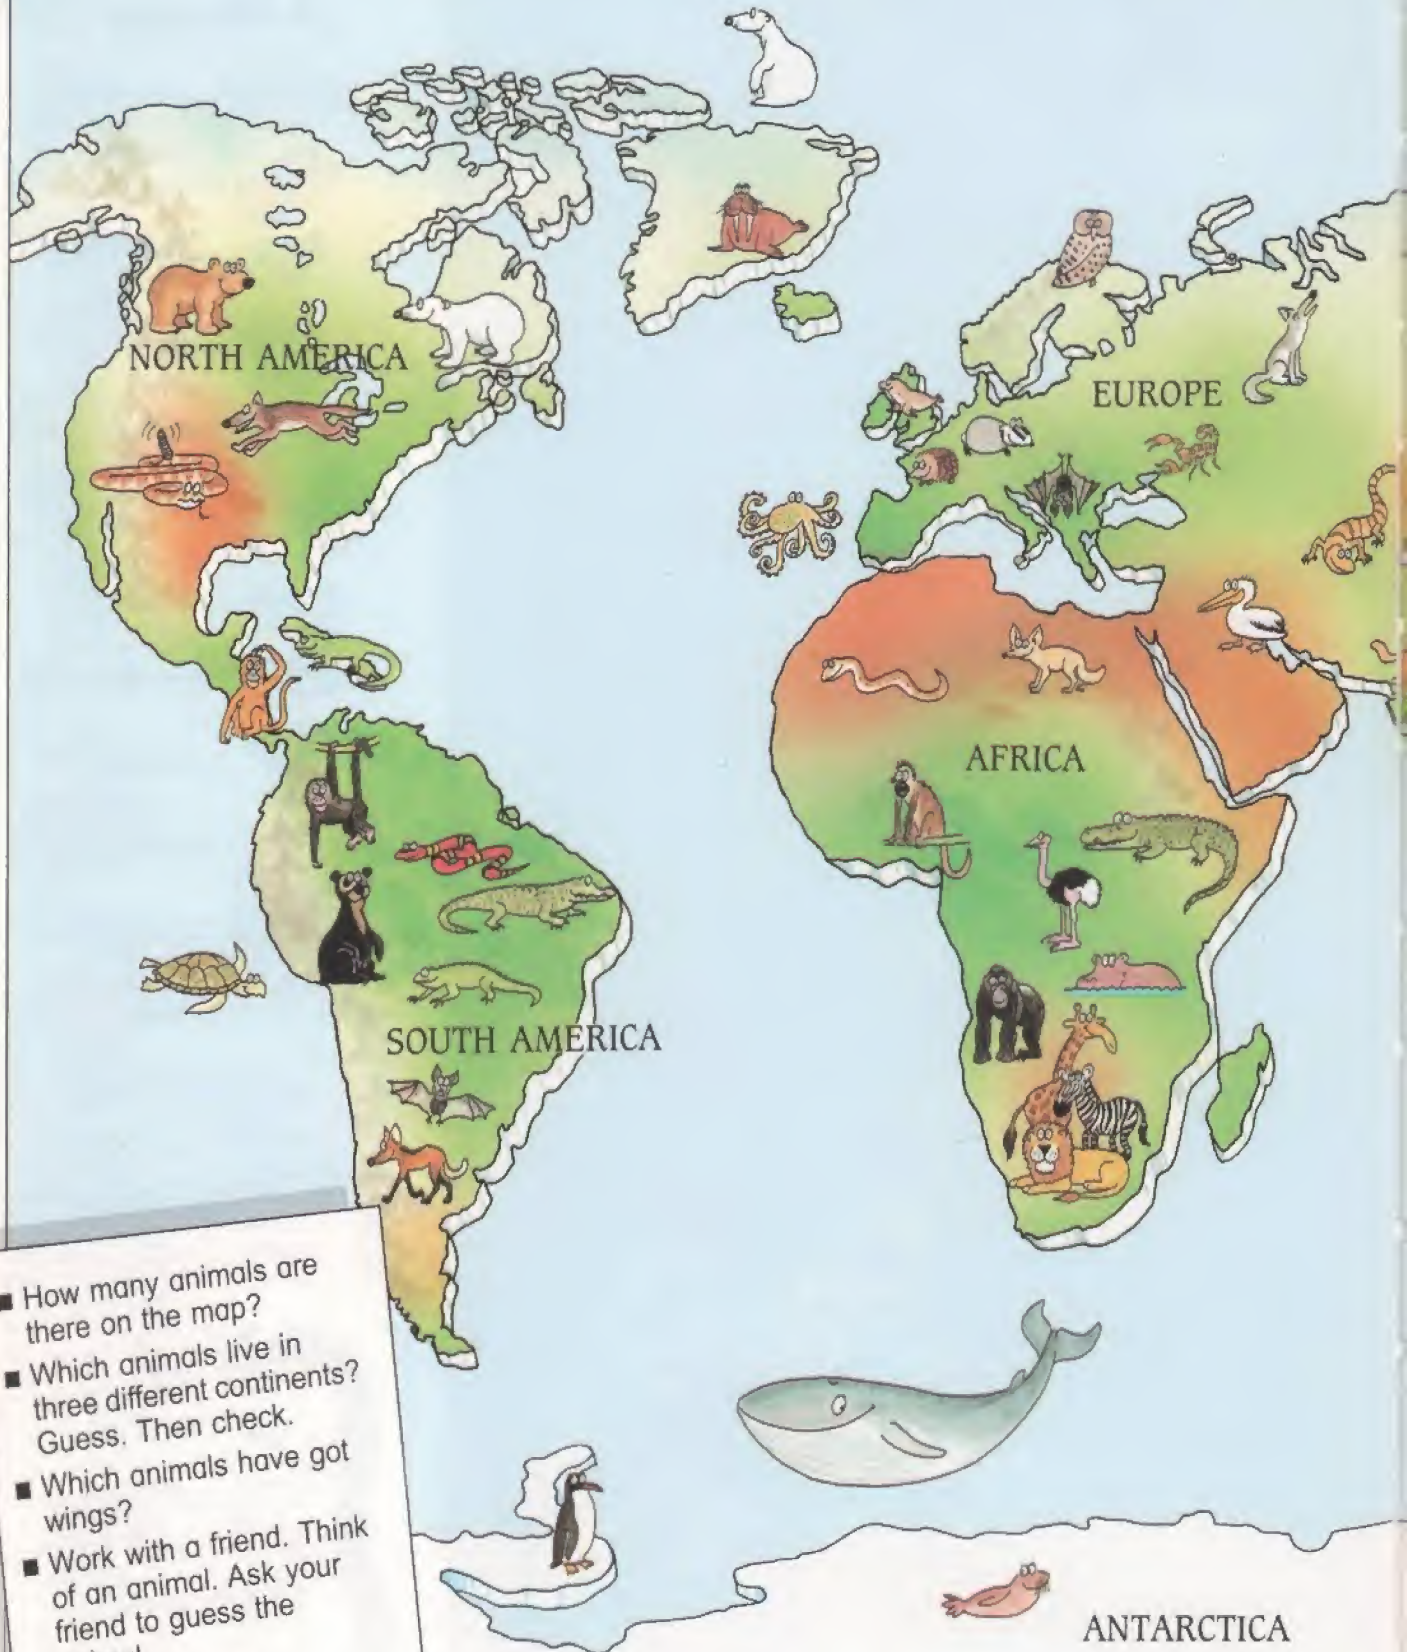 NORTH AMERICA
EUROPE
AFRICA
SOUTH AMERICA
■ How many animals are
there on the map?
■ Which animals live in
three different continents?
Guess. Then check.
■ Which animals have got
wings?
■ Work with a friend. Think
of an animal. Ask your
friend to guess the
ANTARCTICA